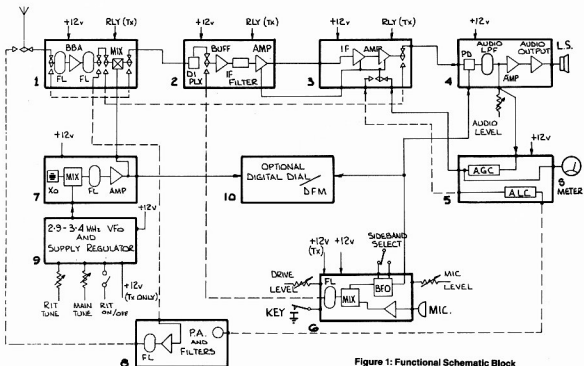 +12v RLY (Tx)
BBA MIX
FL FL
1
+12v RLY (Tx)
BUFF AMP
DI
PLX
IF
FILTER
2
+12v RLY (Tx)
IF AMP
3
+12v
AUDIO
LPF
AUDIO
OUTPUT
PD
AMP
4
L.S.
AUDIO
LEVEL
+12v
+12v
XO MIX FL AMP
7
OPTIONAL
DIGITAL DIAL
DFM
10
AGC
ALC
5
S
METER
2.9-3.4 MHz VFO
AND
SUPPLY REGULATOR
9
+12v
RIT
TUNE
MAIN
TUNE
RIT
ON/OFF
+12v
(Tx ONLY)
SIDEBAND
SELECT
+12v
(Tx)
+12v
DRIVE
LEVEL
FL
MIX
BFO
MIC
LEVEL
KEY
MIC.
6
P.A.
AND
FILTERS
FL
8
Figure 1: Functional Schematic Block